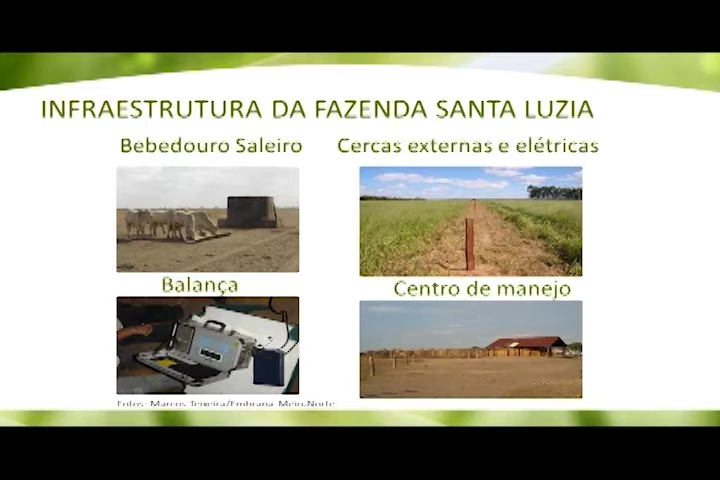 INFRAESTRUTURA DA FAZENDA SANTA LUZIA
Bebedouro Saleiro
Cercas externas e elétricas
Balança
Centro de manejo
Fotos: Marcos Teixeira/Embrapa Meio-Norte